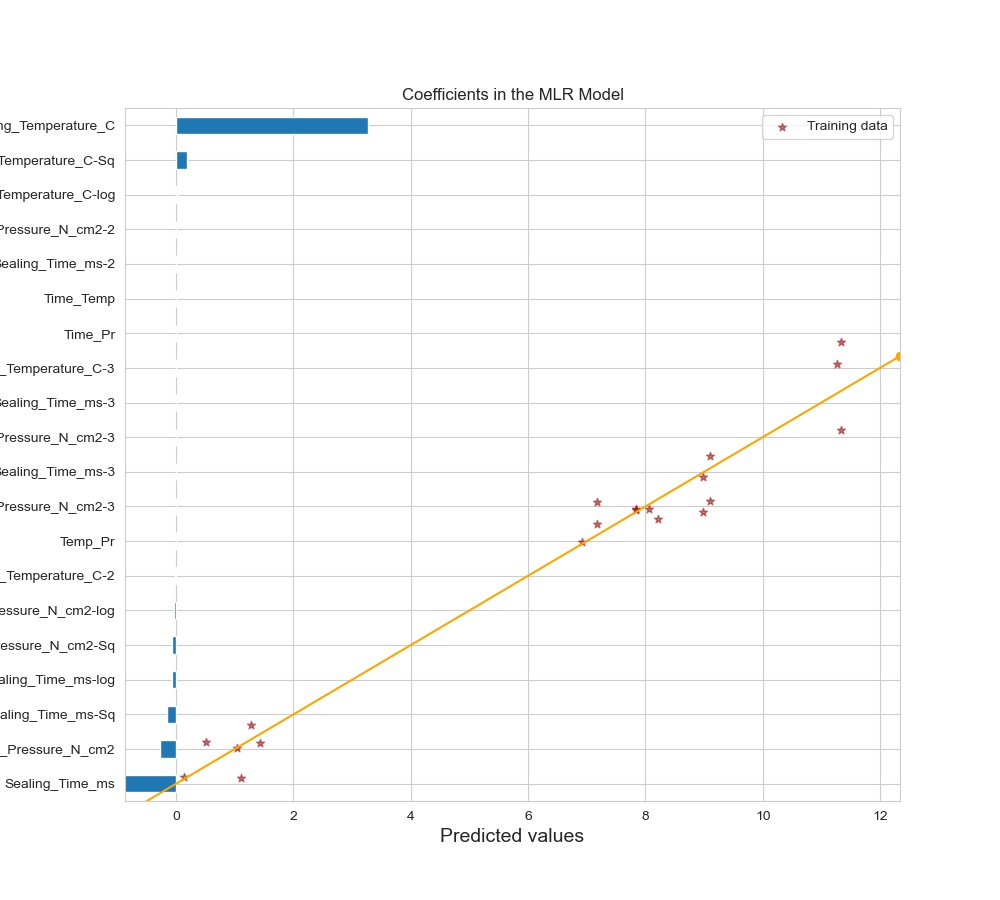 Coefficients in the MLR Model
Training data
ng_Temperature_C
Temperature_C-Sq
Temperature_C-log
Pressure_N_cm2-2
Sealing_Time_ms-2
Time_Temp
Time_Pr
_Temperature_C-3
Sealing_Time_ms-3
Pressure_N_cm2-3
Sealing_Time_ms-3
Pressure_N_cm2-3
Temp_Pr
_Temperature_C-2
essure_N_cm2-log
ressure_N_cm2-Sq
aling_Time_ms-log
aling_Time_ms-Sq
_Pressure_N_cm2
Sealing_Time_ms
0 2 4 6 8 10 12
Predicted values